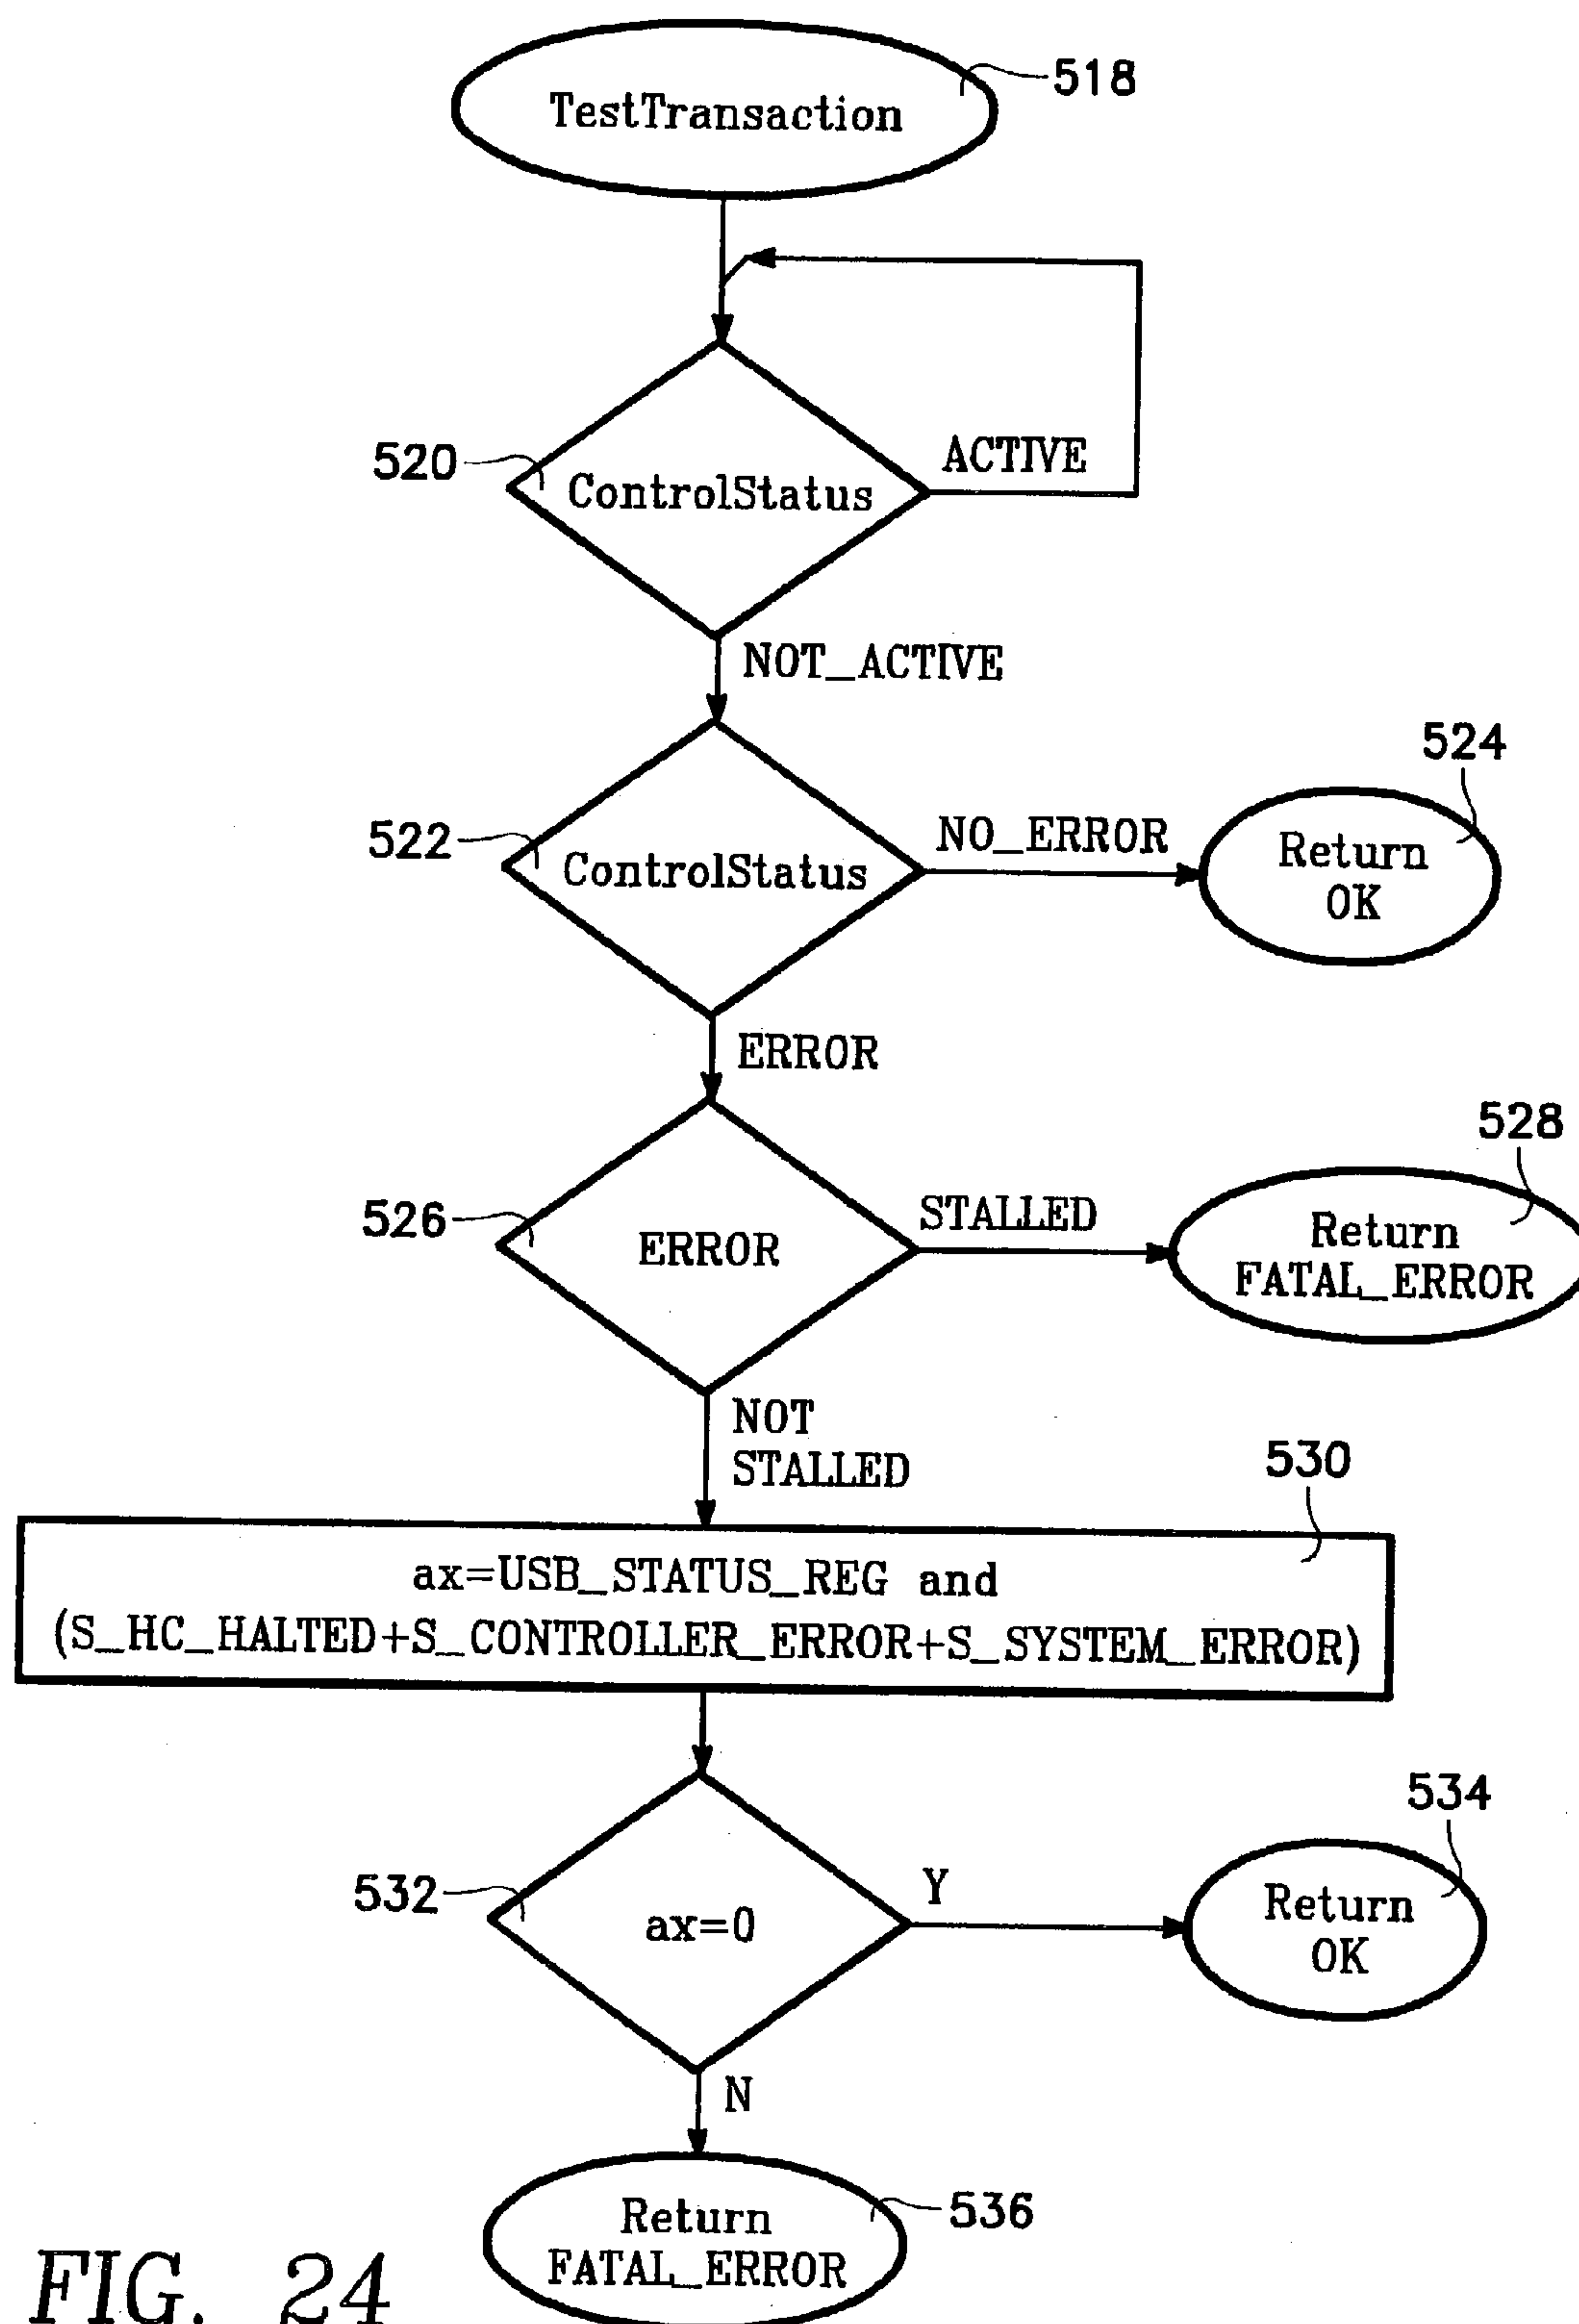 TestTransaction
518
520
ControlStatus
ACTIVE
NOT_ACTIVE
522
ControlStatus
NO_ERROR
524
Return
OK
ERROR
526
ERROR
STALLED
528
Return
FATAL_ERROR
NOT
STALLED
530
ax=USB_STATUS_REG and
(S_HC_HALTED+S_CONTROLLER_ERROR+S_SYSTEM_ERROR)
532
ax=0
Y
534
Return
OK
N
Return
FATAL_ERROR
536
FIG. 24